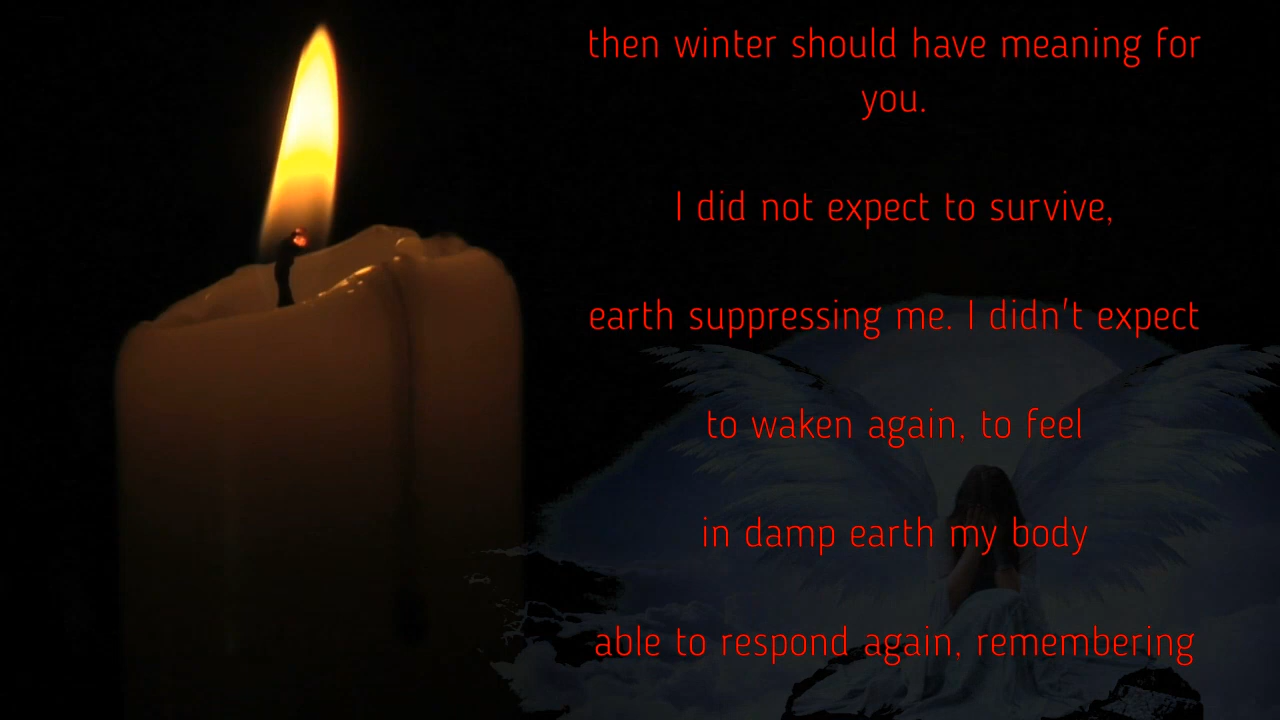 then winter should have meaning for
you.
I did not expect to survive,
earth suppressing me. I didn't expect
to waken again, to feel
in damp earth my body
able to respond again, remembering